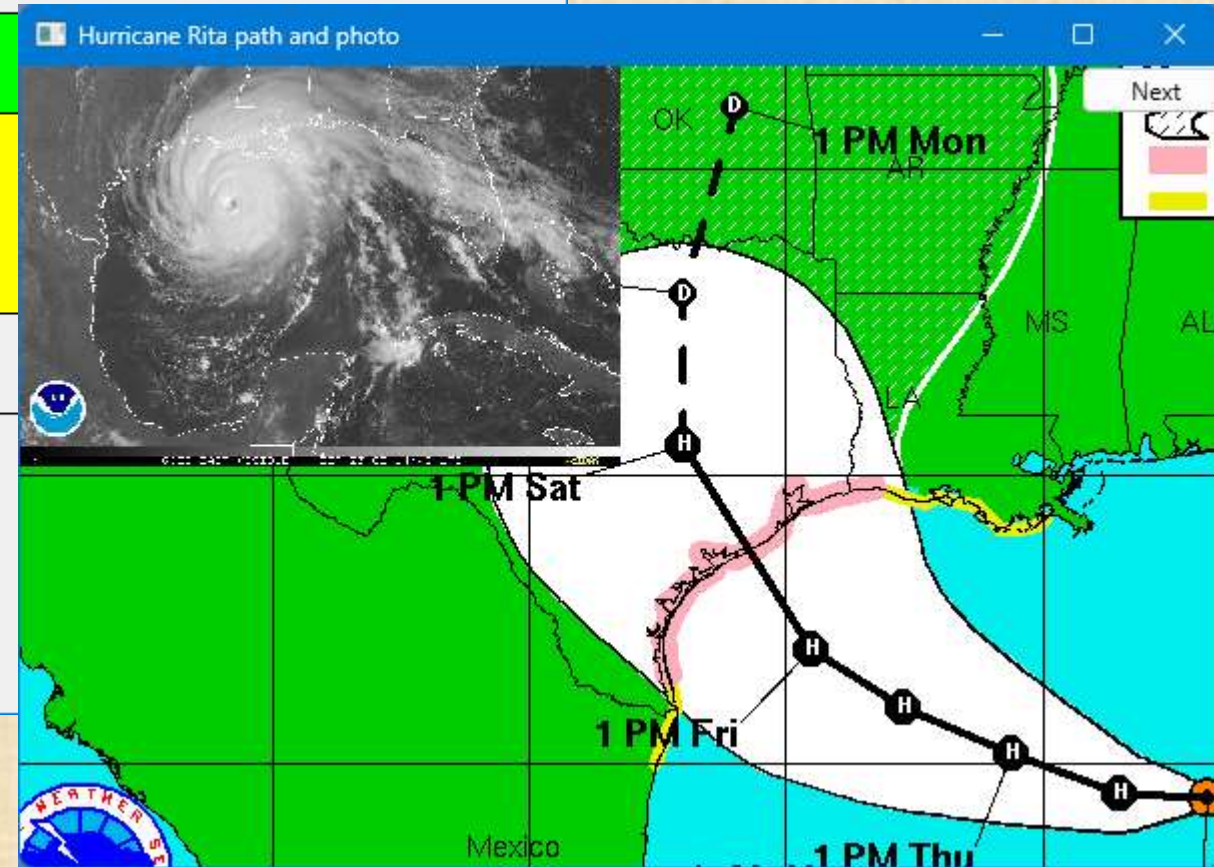 Hurricane Rita path and photo
Next
OK
D
1 PM Mon
AR
D
MS
AL
LA
H
1 PM Sat
H
H
1 PM Fri
H
H
Mexico
1 PM Thu